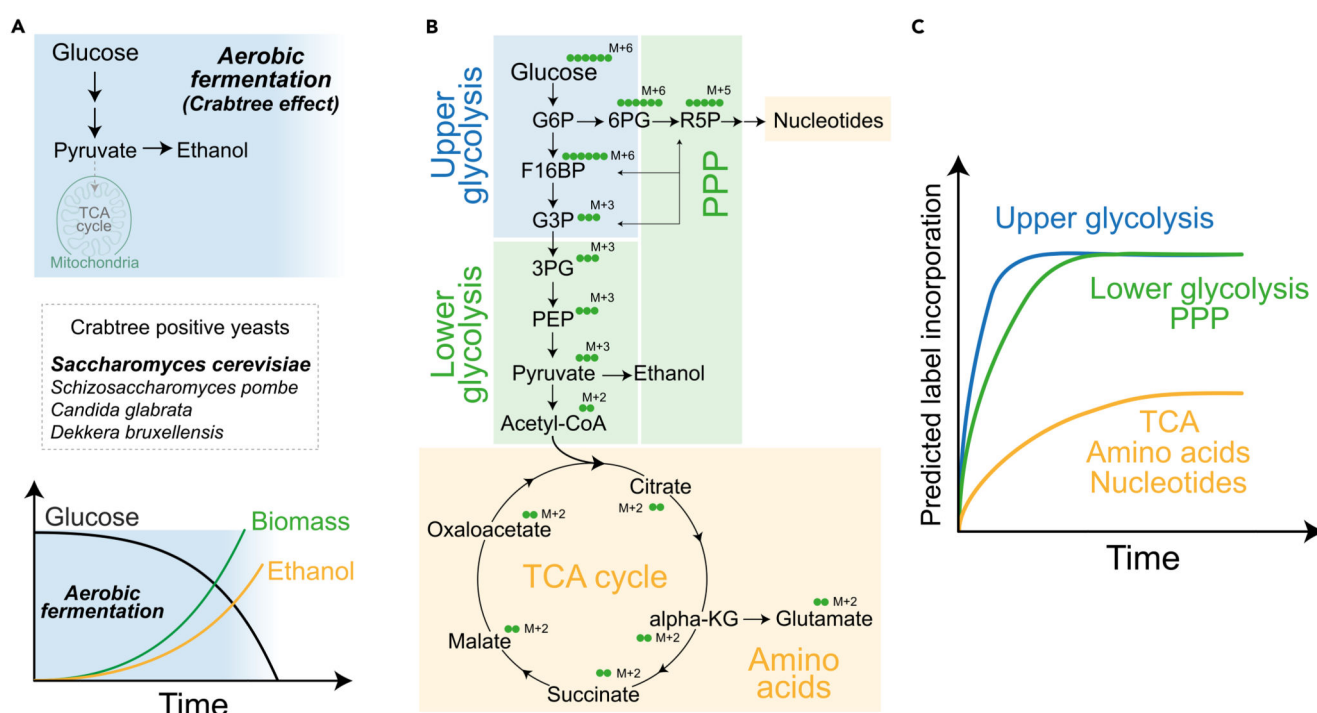 A
Glucose
Aerobic
fermentation
(Crabtree effect)
Pyruvate
Ethanol
TCA
cycle
Mitochondria
Crabtree positive yeasts
Saccharomyces cerevisiae
Schizosaccharomyces pombe
Candida glabrata
Dekkera bruxellensis
Glucose
Biomass
Ethanol
Aerobic
fermentation
Time
B
Upper
glycolysis
M+6
Glucose
M+6
M+5
G6P
6PG
R5P
Nucleotides
M+6
F16BP
PPP
G3P
M+3
Lower
glycolysis
M+3
3PG
M+3
PEP
M+3
Pyruvate
Ethanol
M+2
Acetyl-CoA
Citrate
M+2
M+2
Oxaloacetate
TCA cycle
M+2
alpha-KG
Glutamate
M+2
M+2
Malate
M+2
Succinate
Amino
acids
C
Predicted label incorporation
Upper glycolysis
Lower glycolysis
PPP
TCA
Amino acids
Nucleotides
Time